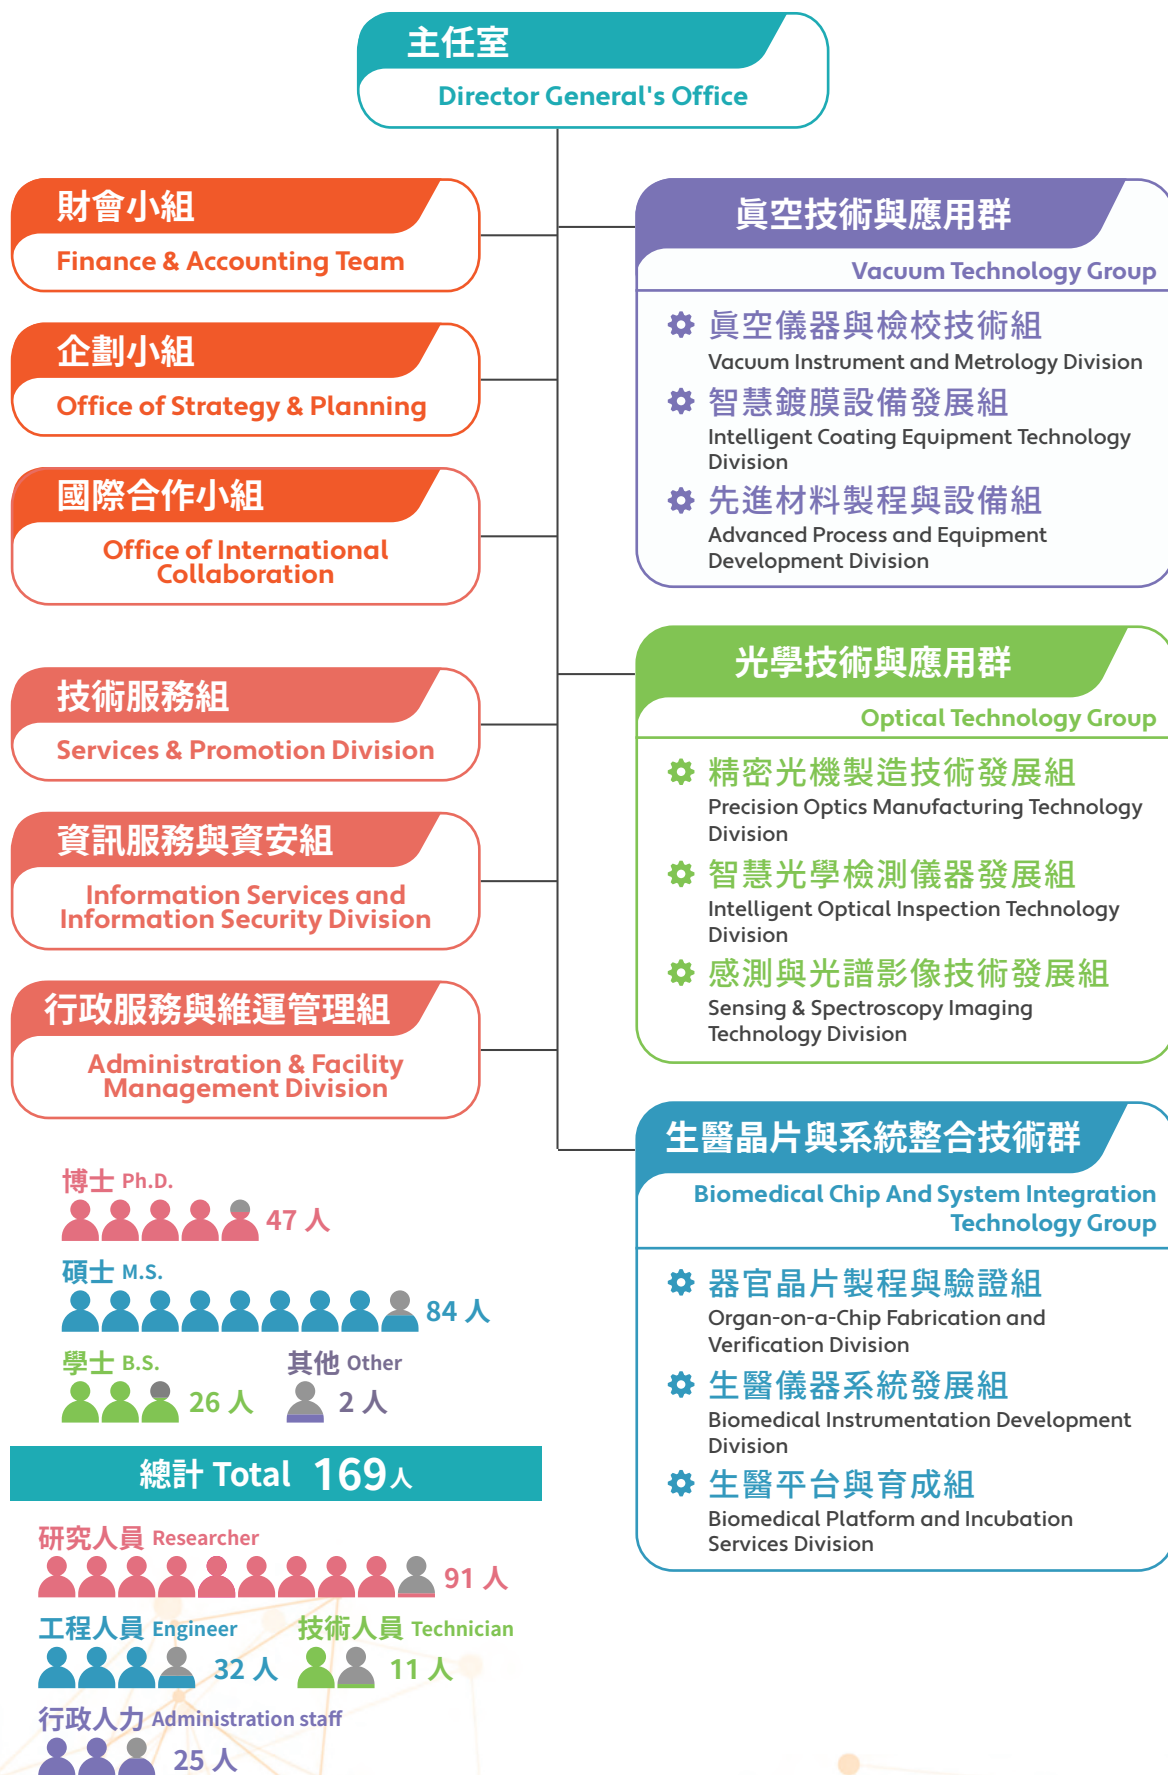 主任室
Director General's Office
財會小組
Finance & Accounting Team
企劃小組
Office of Strategy & Planning
國際合作小組
Office of International
Collaboration
技術服務組
Services & Promotion Division
資訊服務與資安組
Information Services and
Information Security Division
行政服務與維運管理組
Administration & Facility
Management Division
眞空技術與應用群
Vacuum Technology Group
眞空儀器與檢校技術組
Vacuum Instrument and Metrology Division
智慧鍍膜設備發展組
Intelligent Coating Equipment Technology
Division
先進材料製程與設備組
Advanced Process and Equipment
Development Division
光學技術與應用群
Optical Technology Group
精密光機製造技術發展組
Precision Optics Manufacturing Technology
Division
智慧光學檢測儀器發展組
Intelligent Optical Inspection Technology
Division
感測與光譜影像技術發展組
Sensing & Spectroscopy Imaging
Technology Division
生醫晶片與系統整合技術群
Biomedical Chip And System Integration
Technology Group
器官晶片製程與驗證組
Organ-on-a-Chip Fabrication and
Verification Division
生醫儀器系統發展組
Biomedical Instrumentation Development
Division
生醫平台與育成組
Biomedical Platform and Incubation
Services Division
博士 Ph.D.
47 人
碩士 M.S.
84 人
學士 B.S.
26 人
其他 Other
2 人
總計 Total 169人
研究人員 Researcher
91 人
工程人員 Engineer
32 人
技術人員 Technician
11 人
行政人力 Administration staff
25 人